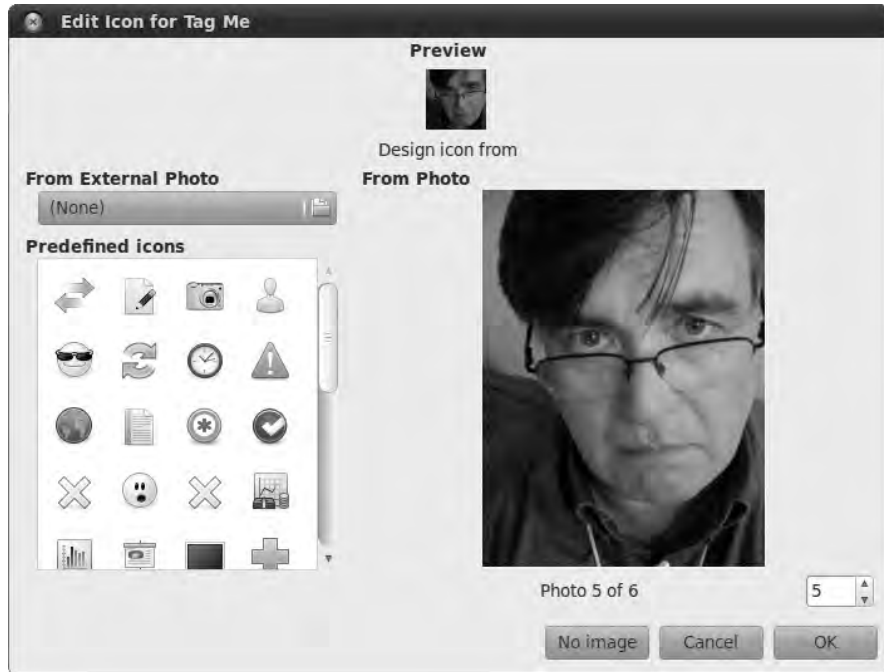 Edit Icon for Tag Me
Preview
Design icon from
From External Photo
(None)
Predefined icons
From Photo
Photo 5 of 6
5
No image
Cancel
OK